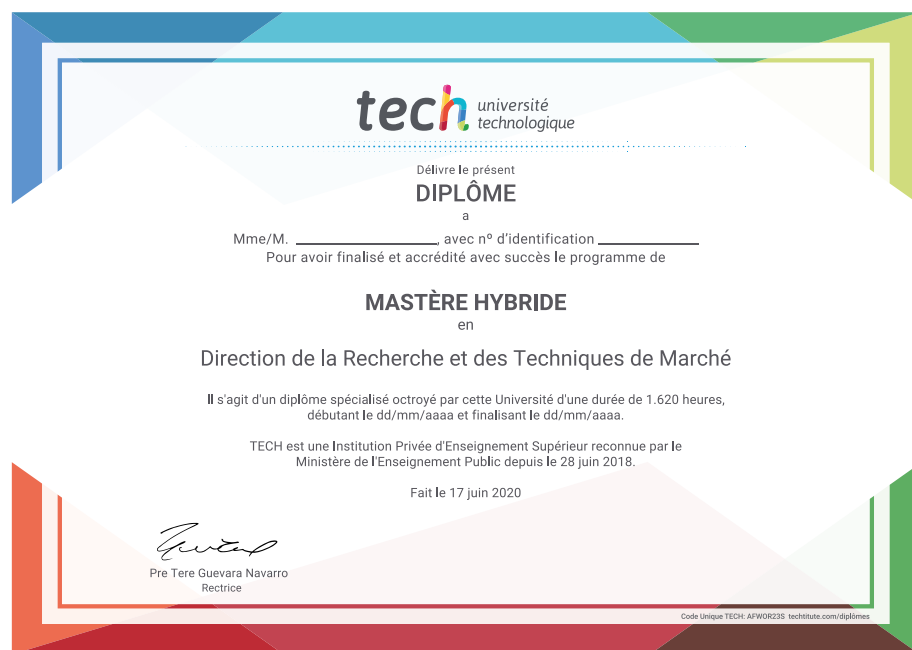 tech université
technologique
Délivre le présent
DIPLÔME
a
Mme/M. , avec nº d'identification
Pour avoir finalisé et accrédité avec succès le programme de
MASTÈRE HYBRIDE
en
Direction de la Recherche et des Techniques de Marché
Il s'agit d'un diplôme spécialisé octroyé par cette Université d'une durée de 1.620 heures,
débutant le dd/mm/aaaa et finalisant le dd/mm/aaaa.
TECH est une Institution Privée d'Enseignement Supérieur reconnue par le
Ministère de l'Enseignement Public depuis le 28 juin 2018.
Fait le 17 juin 2020
Pre Tere Guevara Navarro
Rectrice
Code Unique TECH: AFWOR23S techtitute.com/diplômes